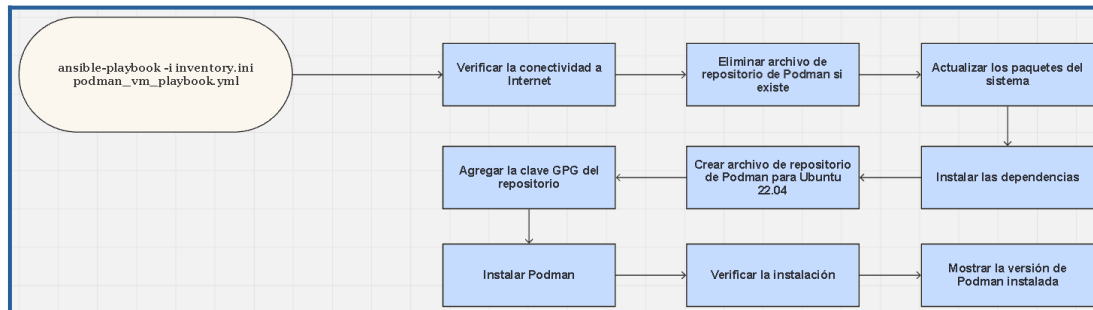 ansible-playbook -i inventory.ini
podman_vm_playbook.yml
Verificar la conectividad a
Internet
Eliminar archivo de
repositorio de Podman si
existe
Actualizar los paquetes del
sistema
Instalar las dependencias
Crear archivo de repositorio
de Podman para Ubuntu
22.04
Agregar la clave GPG del
repositorio
Instalar Podman
Verificar la instalación
Mostrar la versión de
Podman instalada